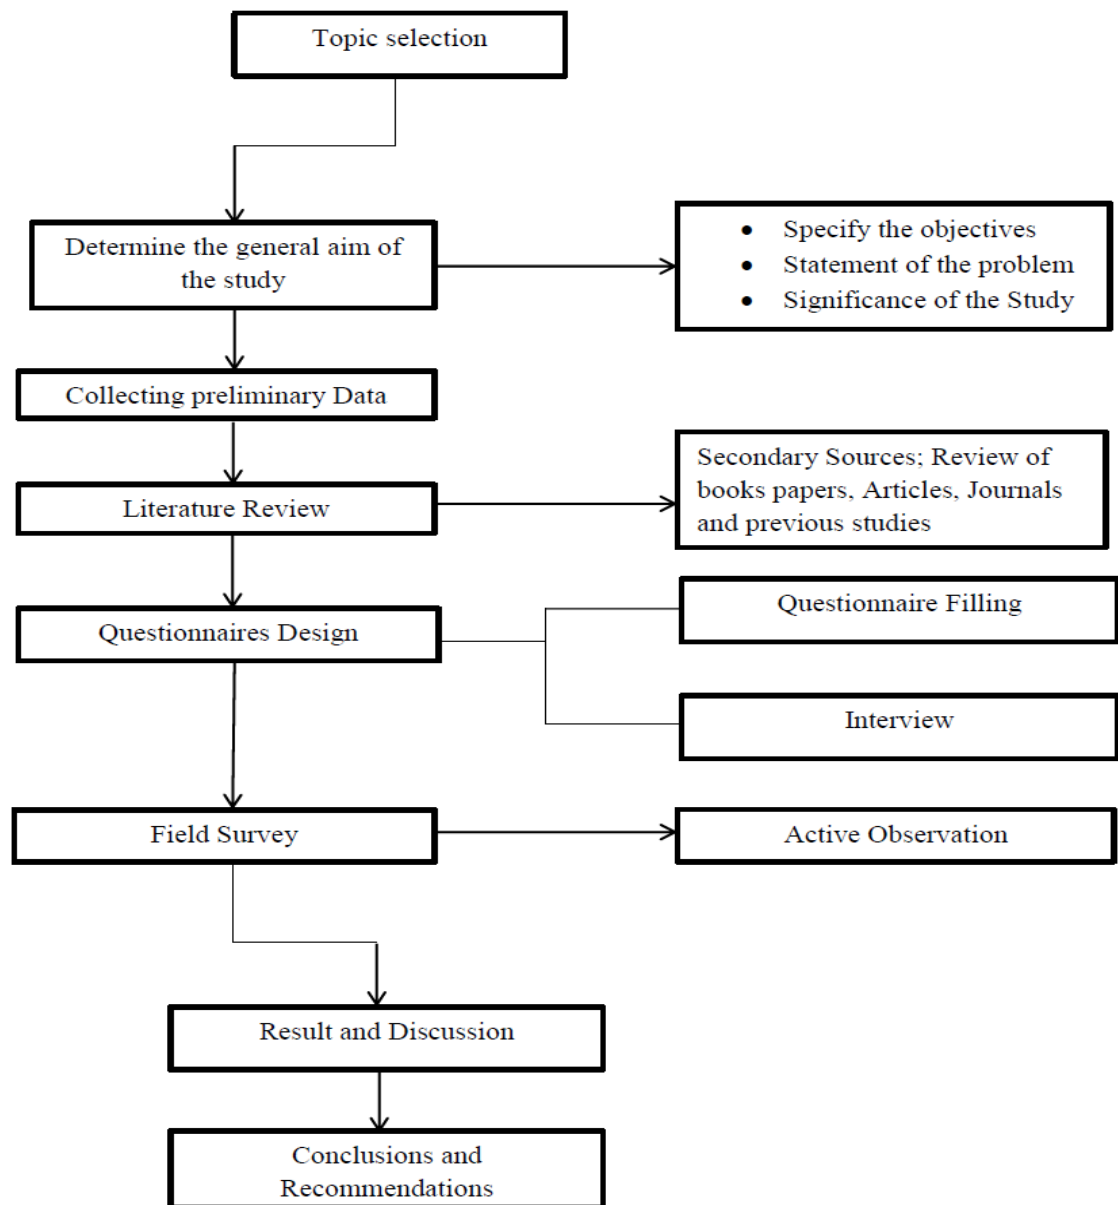 Topic selection
Determine the general aim of
the study
• Specify the objectives
• Statement of the problem
• Significance of the Study
Collecting preliminary Data
Literature Review
Secondary Sources; Review of
books papers, Articles, Journals
and previous studies
Questionnaires Design
Questionnaire Filling
Interview
Field Survey
Active Observation
Result and Discussion
Conclusions and
Recommendations